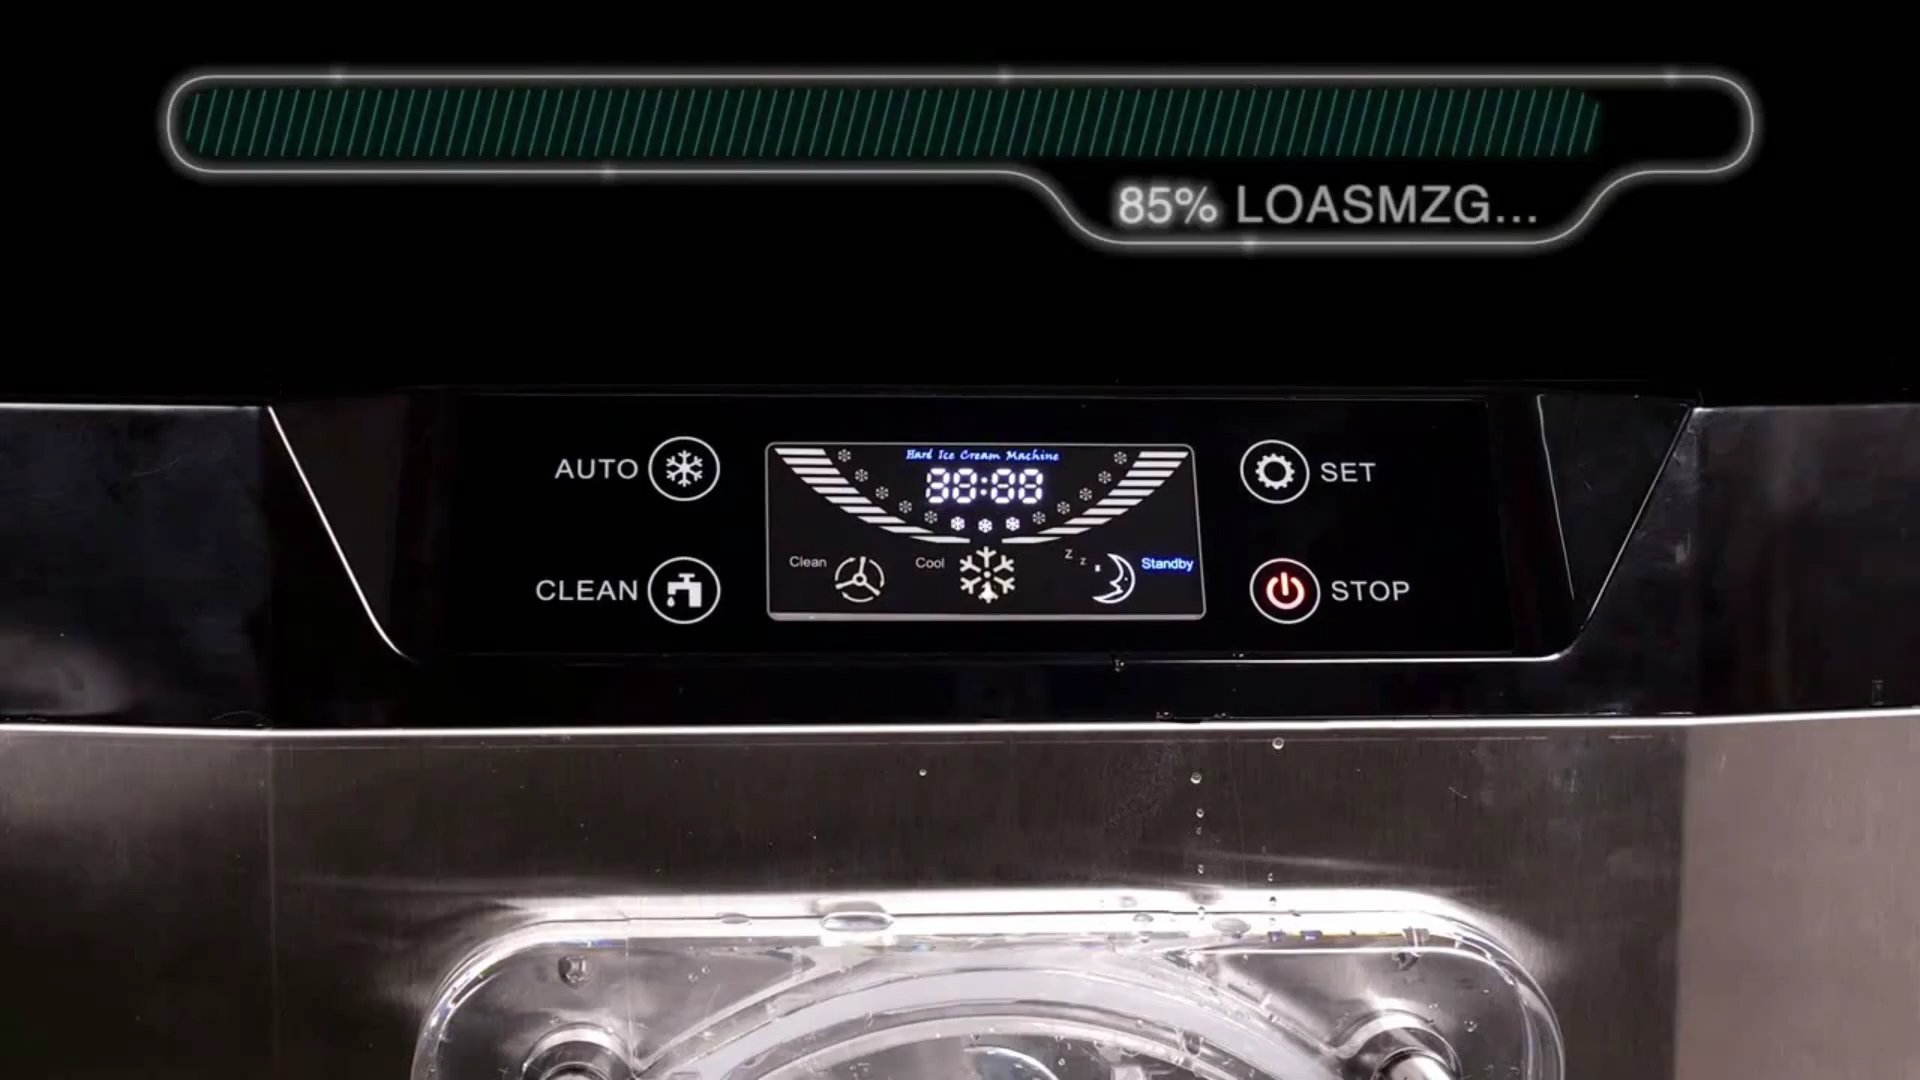 85% LOASMZG...
Hard Ice Cream Machine
88:88
AUTO
SET
Clean
Cool
z z
Standby
CLEAN
STOP